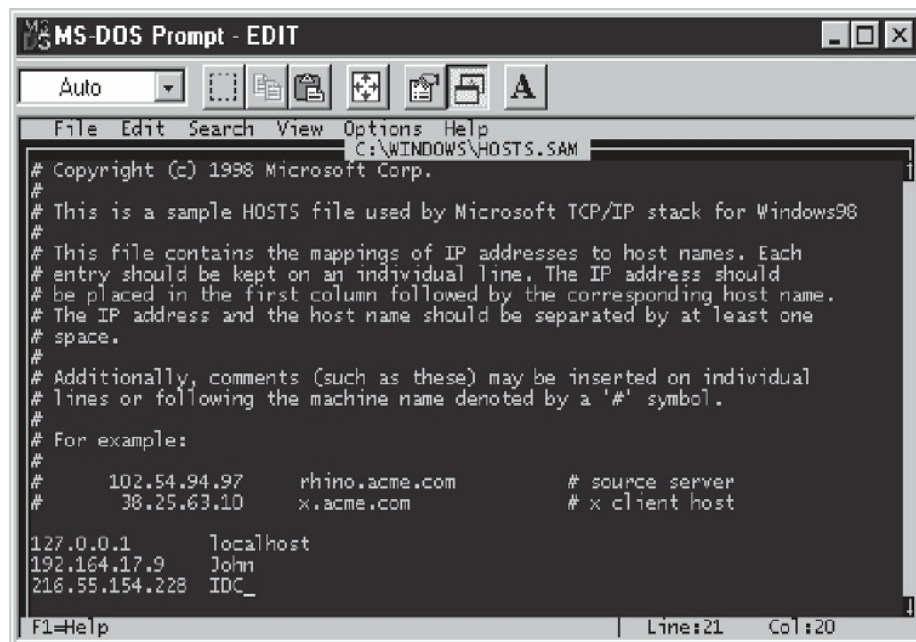 MS-DOS Prompt - EDIT
Auto
A
File Edit Search View Options Help
C:\WINDOWS\HOSTS.SAM
# Copyright (c) 1998 Microsoft Corp.
#
# This is a sample HOSTS file used by Microsoft TCP/IP stack for Windows98
#
# This file contains the mappings of IP addresses to host names. Each
# entry should be kept on an individual line. The IP address should
# be placed in the first column followed by the corresponding host name.
# The IP address and the host name should be separated by at least one
# space.
#
# Additionally, comments (such as these) may be inserted on individual
# lines or following the machine name denoted by a '#' symbol.
#
# For example:
#
#      102.54.94.97     rhino.acme.com          # source server
#       38.25.63.10     x.acme.com              # x client host

127.0.0.1       localhost
192.164.17.9    John
216.55.154.228  IDC_
F1=Help Line:21 Col:20